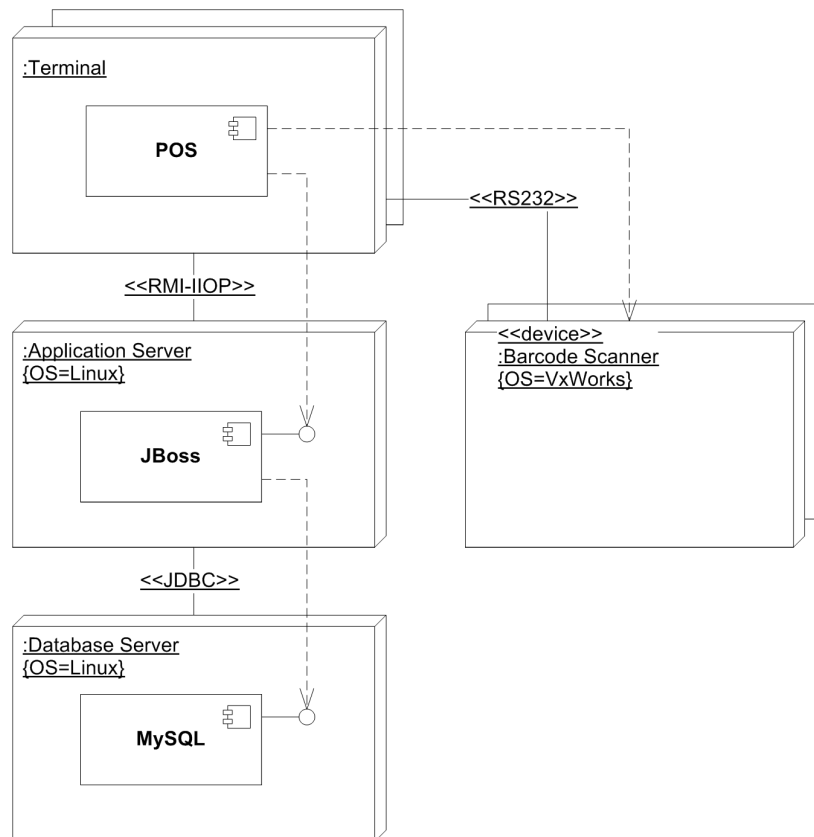 :Terminal
POS
<<RS232>>
<<RMI-IIOP>>
:Application Server
{OS=Linux}
JBoss
<<device>>
:Barcode Scanner
{OS=VxWorks}
<<JDBC>>
:Database Server
{OS=Linux}
MySQL